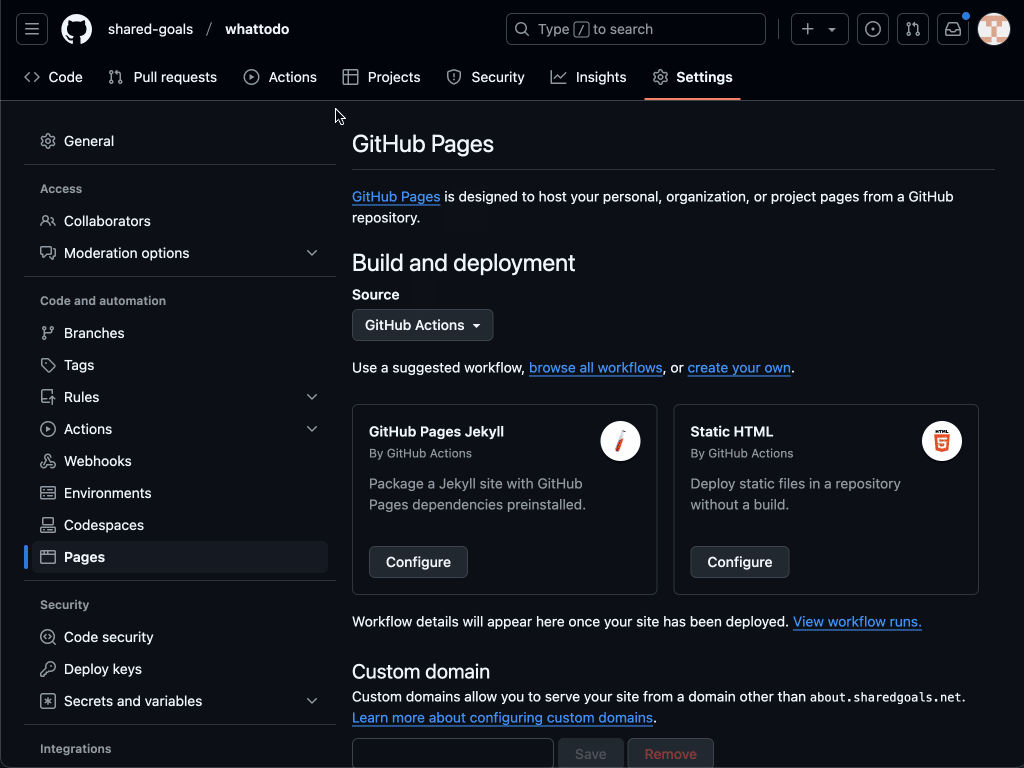 shared-goals / whattodo
Type / to search
Code
Pull requests
Actions
Projects
Security
Insights
Settings
General
Access
Collaborators
Moderation options
Code and automation
Branches
Tags
Rules
Actions
Webhooks
Environments
Codespaces
Pages
Security
Code security
Deploy keys
Secrets and variables
Integrations
GitHub Pages
GitHub Pages is designed to host your personal, organization, or project pages from a GitHub
repository.
Build and deployment
Source
GitHub Actions
Use a suggested workflow, browse all workflows, or create your own.
GitHub Pages Jekyll
By GitHub Actions
Package a Jekyll site with GitHub
Pages dependencies preinstalled.
Configure
Static HTML
By GitHub Actions
HTML
5
Deploy static files in a repository
without a build.
Configure
Workflow details will appear here once your site has been deployed. View workflow runs.
Custom domain
Custom domains allow you to serve your site from a domain other than about.sharedgoals.net.
Learn more about configuring custom domains.
Save
Remove